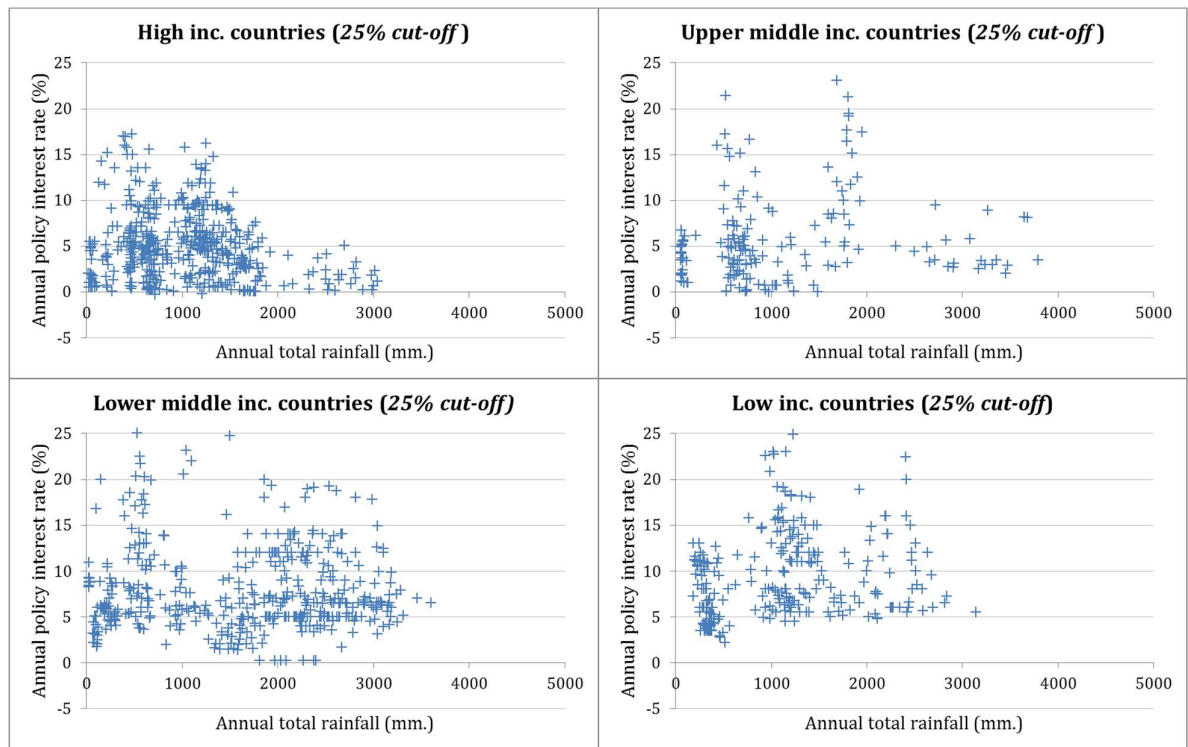 High inc. countries (25% cut-off )
Annual policy interest rate (%)
25
20
15
10
5
0
-5
0 1000 2000 3000 4000 5000
Annual total rainfall (mm.)
Upper middle inc. countries (25% cut-off )
Annual policy interest rate (%)
25
20
15
10
5
0
-5
0 1000 2000 3000 4000 5000
Annual total rainfall (mm.)
Lower middle inc. countries (25% cut-off)
Annual policy interest rate (%)
25
20
15
10
5
0
-5
0 1000 2000 3000 4000 5000
Annual total rainfall (mm.)
Low inc. countries (25% cut-off)
Annual policy interest rate (%)
25
20
15
10
5
0
-5
0 1000 2000 3000 4000 5000
Annual total rainfall (mm.)